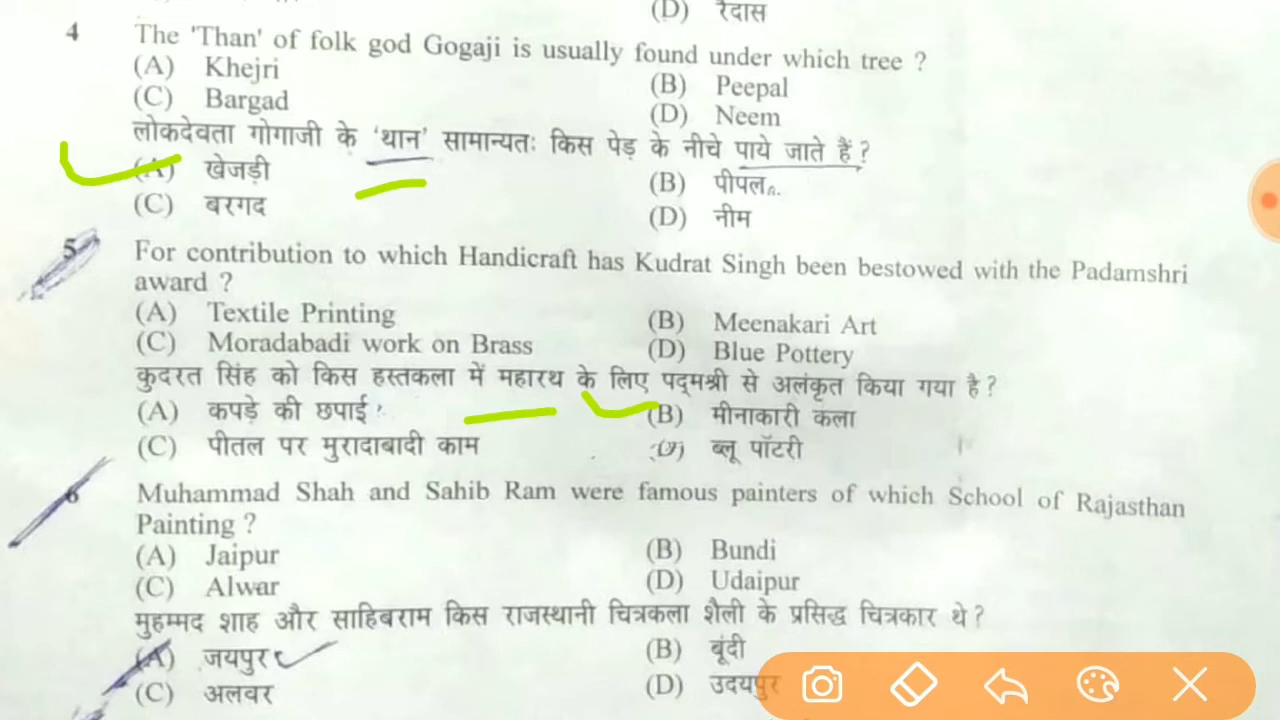 (D) रैदास
4 The 'Than' of folk god Gogaji is usually found under which tree ?
(A) Khejri (B) Peepal
(C) Bargad (D) Neem
लोकदेवता गोगाजी के 'थान' सामान्यतः किस पेड़ के नीचे पाये जाते हैं ?
(A) खेजड़ी (B) पीपल
(C) बरगद (D) नीम
5 For contribution to which Handicraft has Kudrat Singh been bestowed with the Padamshri
award ?
(A) Textile Printing (B) Meenakari Art
(C) Moradabadi work on Brass (D) Blue Pottery
कुदरत सिंह को किस हस्तकला में महारथ के लिए पद्मश्री से अलंकृत किया गया है ?
(A) कपड़े की छपाई (B) मीनाकारी कला
(C) पीतल पर मुरादाबादी काम (D) ब्लू पॉटरी
6 Muhammad Shah and Sahib Ram were famous painters of which School of Rajasthan
Painting ?
(A) Jaipur (B) Bundi
(C) Alwar (D) Udaipur
मुहम्मद शाह और साहिबराम किस राजस्थानी चित्रकला शैली के प्रसिद्ध चित्रकार थे ?
(A) जयपुर (B) बूंदी
(C) अलवर (D) उदयपुर